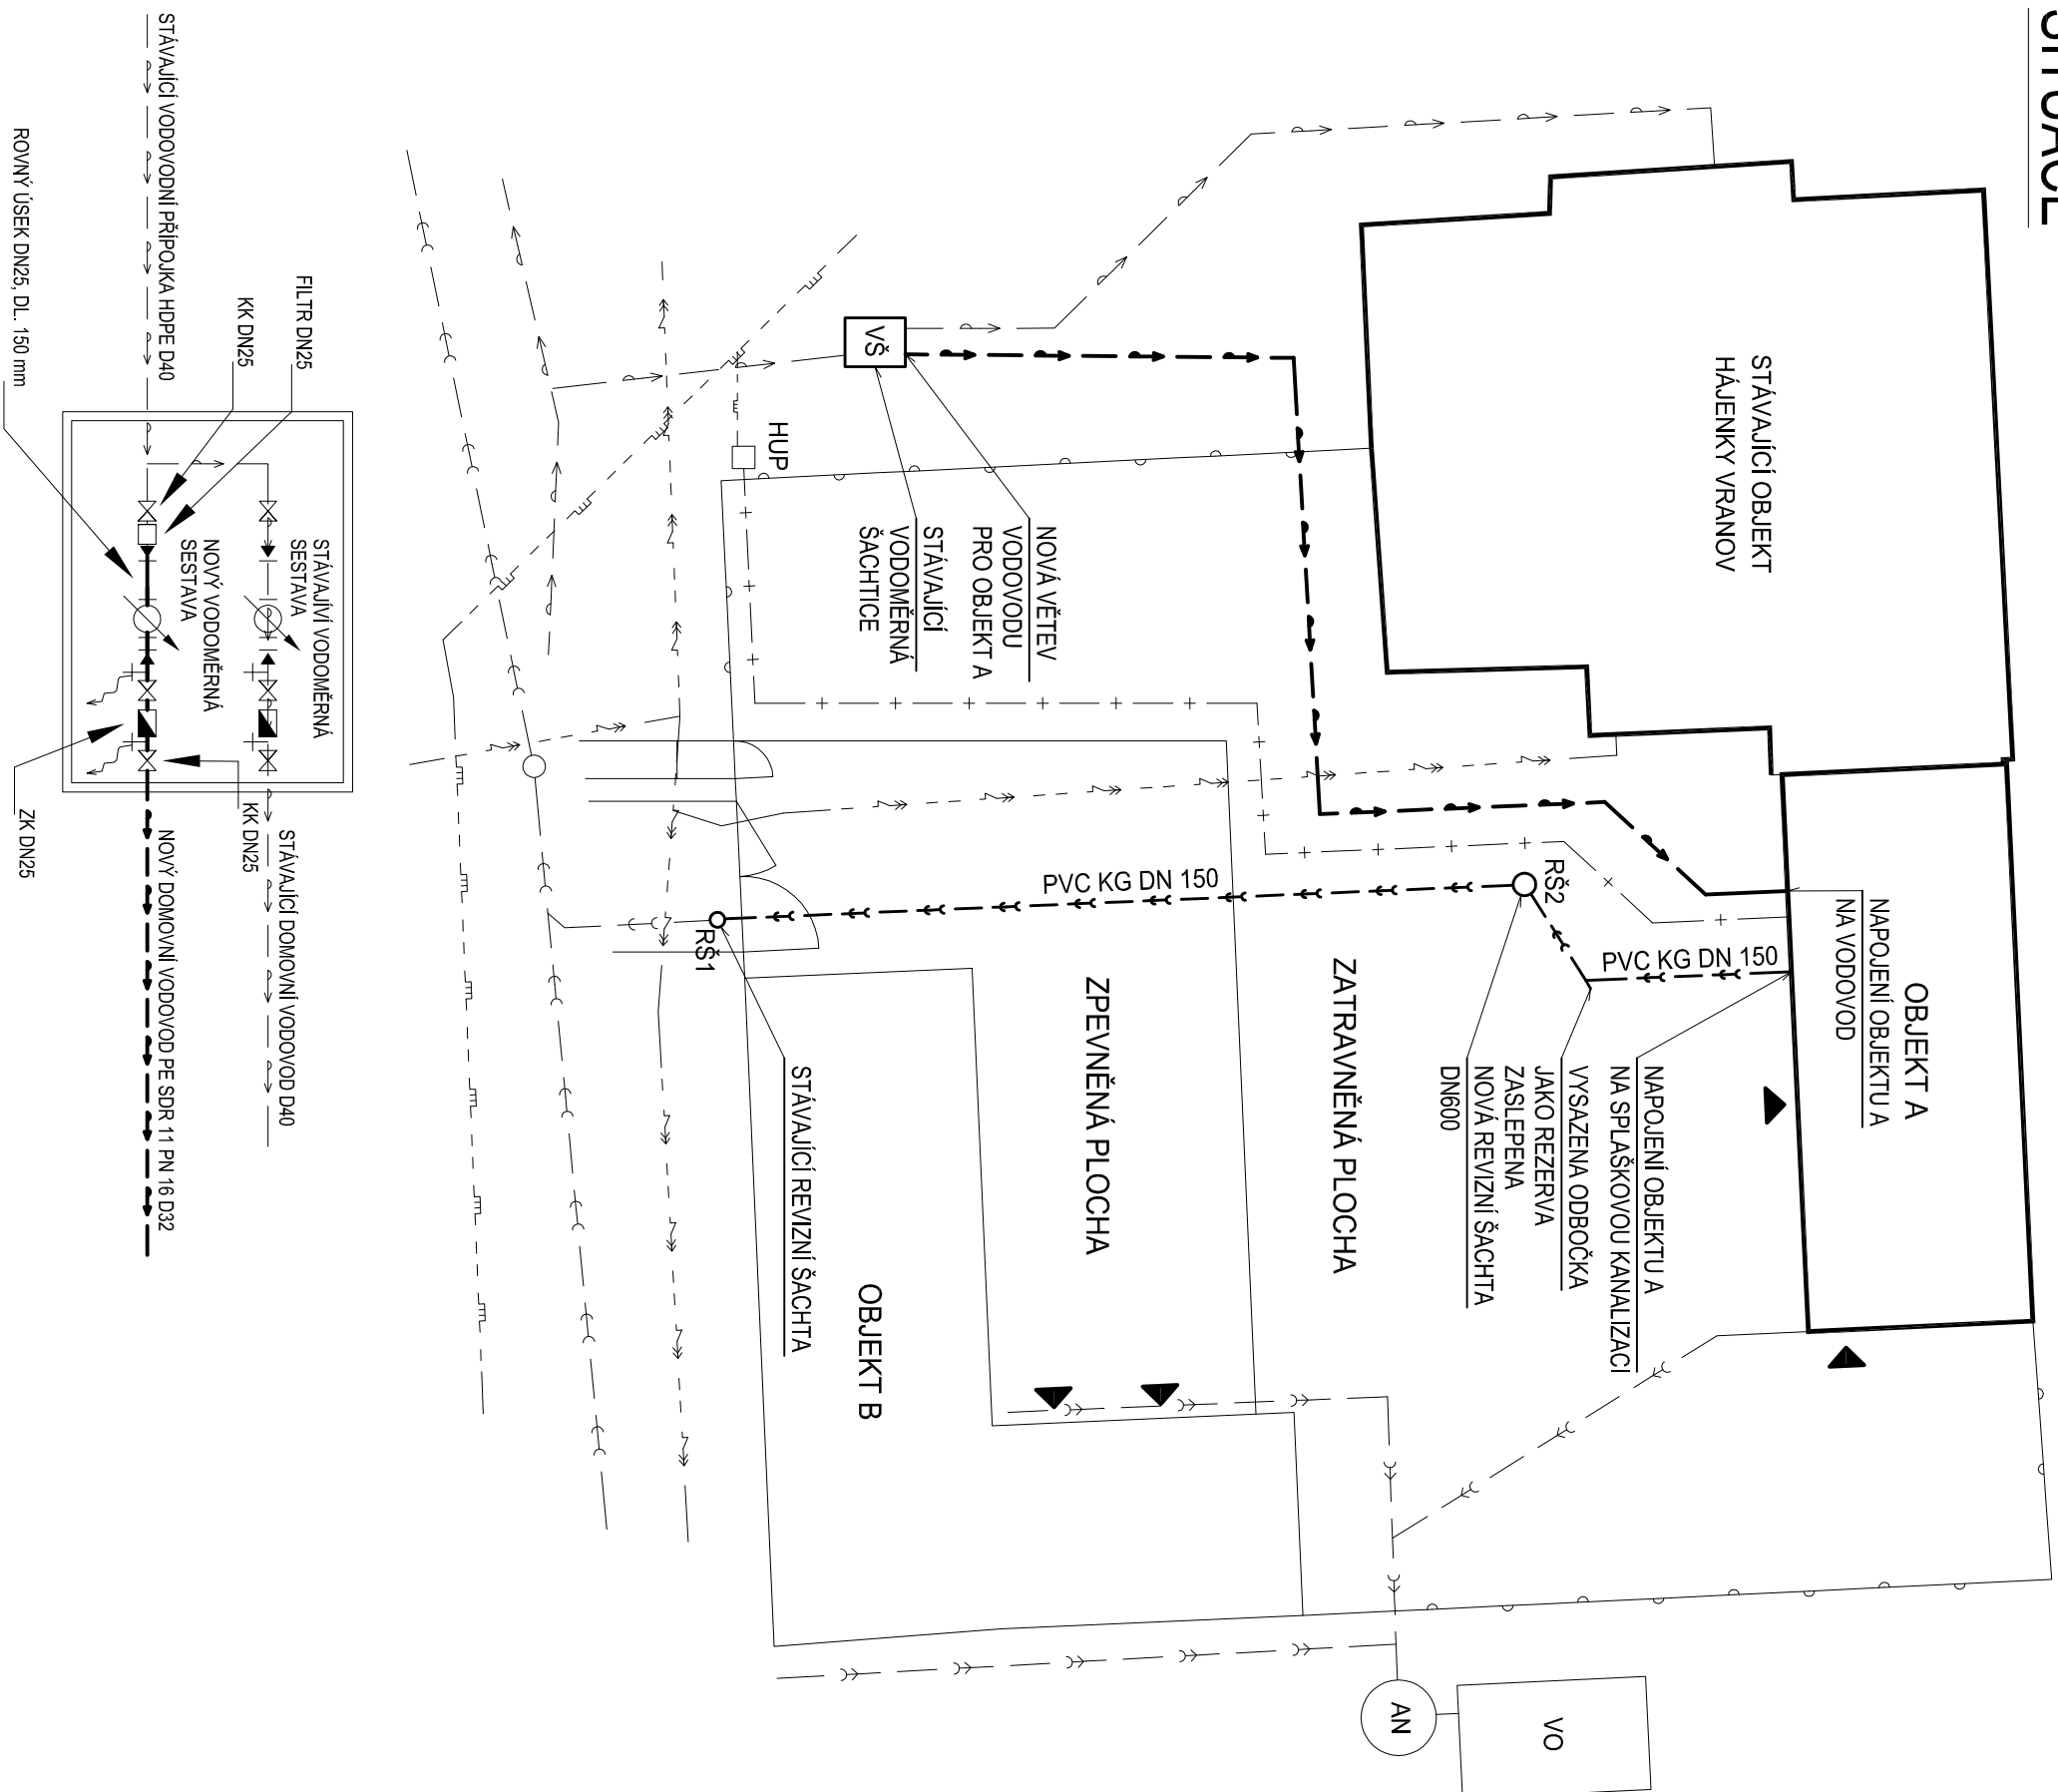 SITUACE
STÁVAJÍCÍ OBJEKT
HÁJENKY VRANOV
OBJEKT A
NAPOJENÍ OBJEKTU A
NA VODOVOD
NAPOJENÍ OBJEKTU A
NA SPLAŠKOVOU KANALIZACI
VYSAZENA ODBOČKA
JAKO REZERVA
ZASLEPENA
NOVÁ REVIZNÍ ŠACHTA
DN600
RŠ2
PVC KG DN 150
PVC KG DN 150
RŠ1
ZATRAVNĚNÁ PLOCHA
ZPEVNĚNÁ PLOCHA
NOVÁ VĚTEV
VODOVODU
PRO OBJEKT A
STÁVAJÍCÍ
VODOMĚRNÁ
ŠACHTICE
VŠ
HUP
STÁVAJÍCÍ REVIZNÍ ŠACHTA
OBJEKT B
VO
AN
FILTR DN25
KK DN25
STÁVAJÍVÍ VODOMĚRNÁ
SESTAVA
NOVÝ VODOMĚRNÁ
SESTAVA
STÁVAJÍCÍ DOMOVNÍ VODOVOD D40
KK DN25
STÁVAJÍCÍ VODOVODNÍ PŘÍPOJKA HDPE D40
NOVÝ DOMOVNÍ VODOVOD PE SDR 11 PN 16 D32
ROVNÝ ÚSEK DN25, DL. 150 mm
ZK DN25